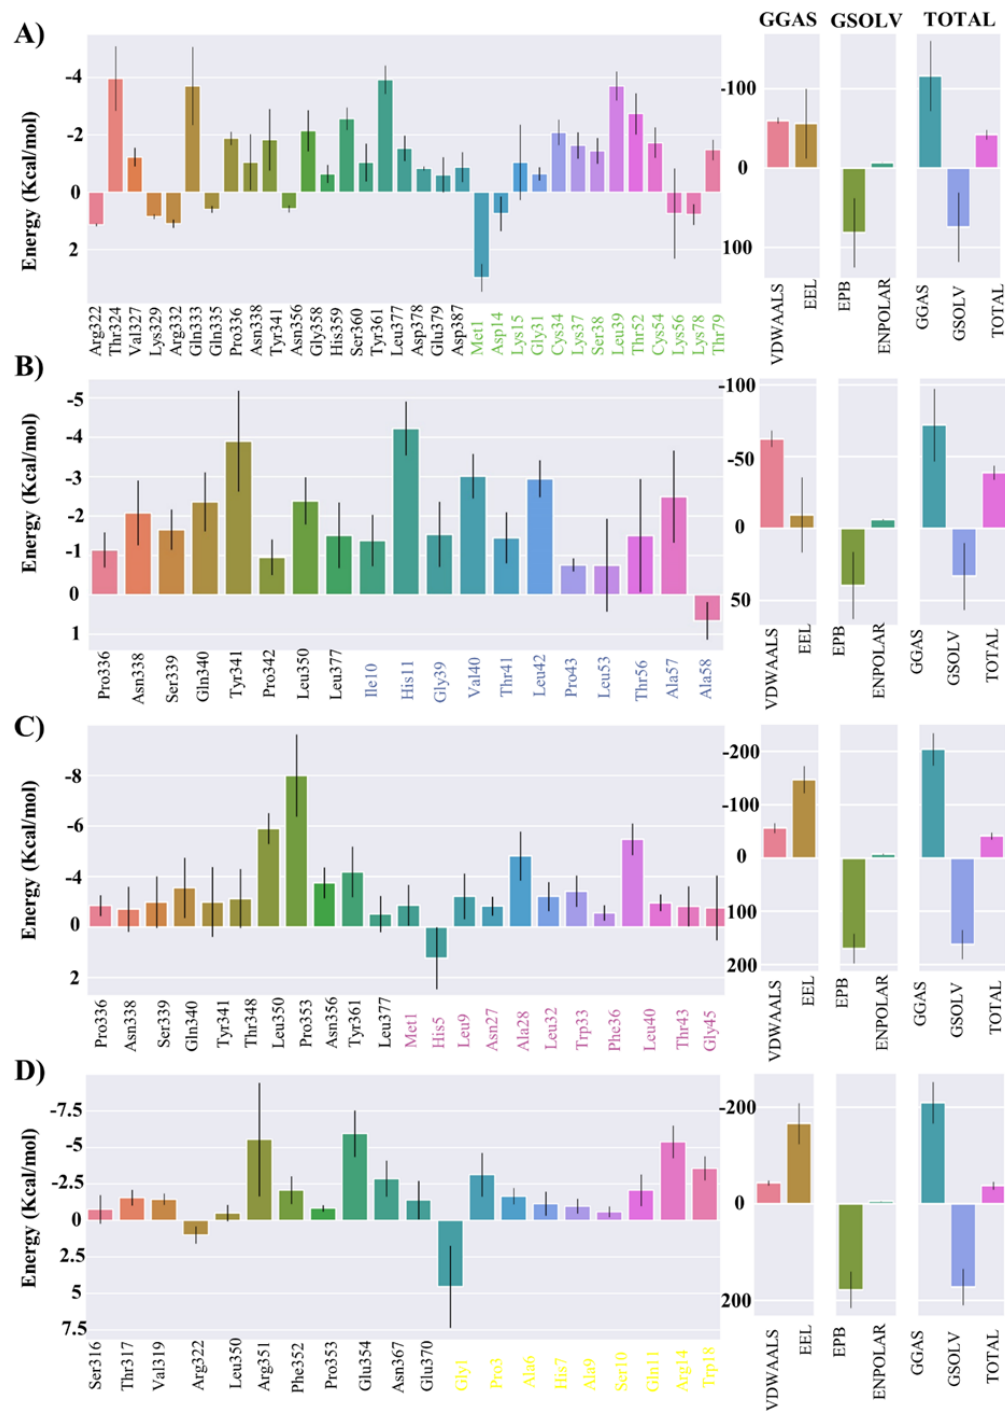 GGAS GSOLV TOTAL
A)
Energy (Kcal/mol)
-4
-2
0
2
Arg322 Thr324 Val327 Lys329 Arg332 Gln333 Gln335 Pro336 Asn338 Tyr341 Asn356 Gly358 His359 Ser360 Tyr361 Leu377 Asp378 Glu379 Asp387 Met1 Asp14 Lys15 Gly31 Cys34 Lys37 Ser38 Leu39 Thr52 Cys54 Lys56 Lys78 Thr79
-100
0
100
VDWAALS EEL EPB ENPOLAR GGAS GSOLV TOTAL
B)
Energy (Kcal/mol)
-5
-4
-3
-2
-1
0
1
Pro336 Asn338 Ser339 Gln340 Tyr341 Pro342 Leu350 Leu377 Ile10 His11 Gly39 Val40 Thr41 Leu42 Pro43 Leu53 Thr56 Ala57 Ala58
-100
-50
0
50
VDWAALS EEL EPB ENPOLAR GGAS GSOLV TOTAL
C)
Energy (Kcal/mol)
-8
-6
-4
0
2
Pro336 Asn338 Ser339 Gln340 Tyr341 Thr348 Leu350 Pro353 Asn356 Tyr361 Leu377 Met1 His5 Leu9 Asn27 Ala28 Leu32 Trp33 Phe36 Leu40 Thr43 Gly45
-200
-100
0
100
200
VDWAALS EEL EPB ENPOLAR GGAS GSOLV TOTAL
D)
Energy (Kcal/mol)
-7.5
-5
-2.5
0
2.5
5
7.5
Ser316 Thr317 Val319 Arg322 Leu350 Arg351 Phe352 Pro353 Glu354 Asn367 Glu370 Gly1 Pro3 Ala6 His7 Ala9 Ser10 Gln11 Arg14 Trp18
-200
0
200
VDWAALS EEL EPB ENPOLAR GGAS GSOLV TOTAL